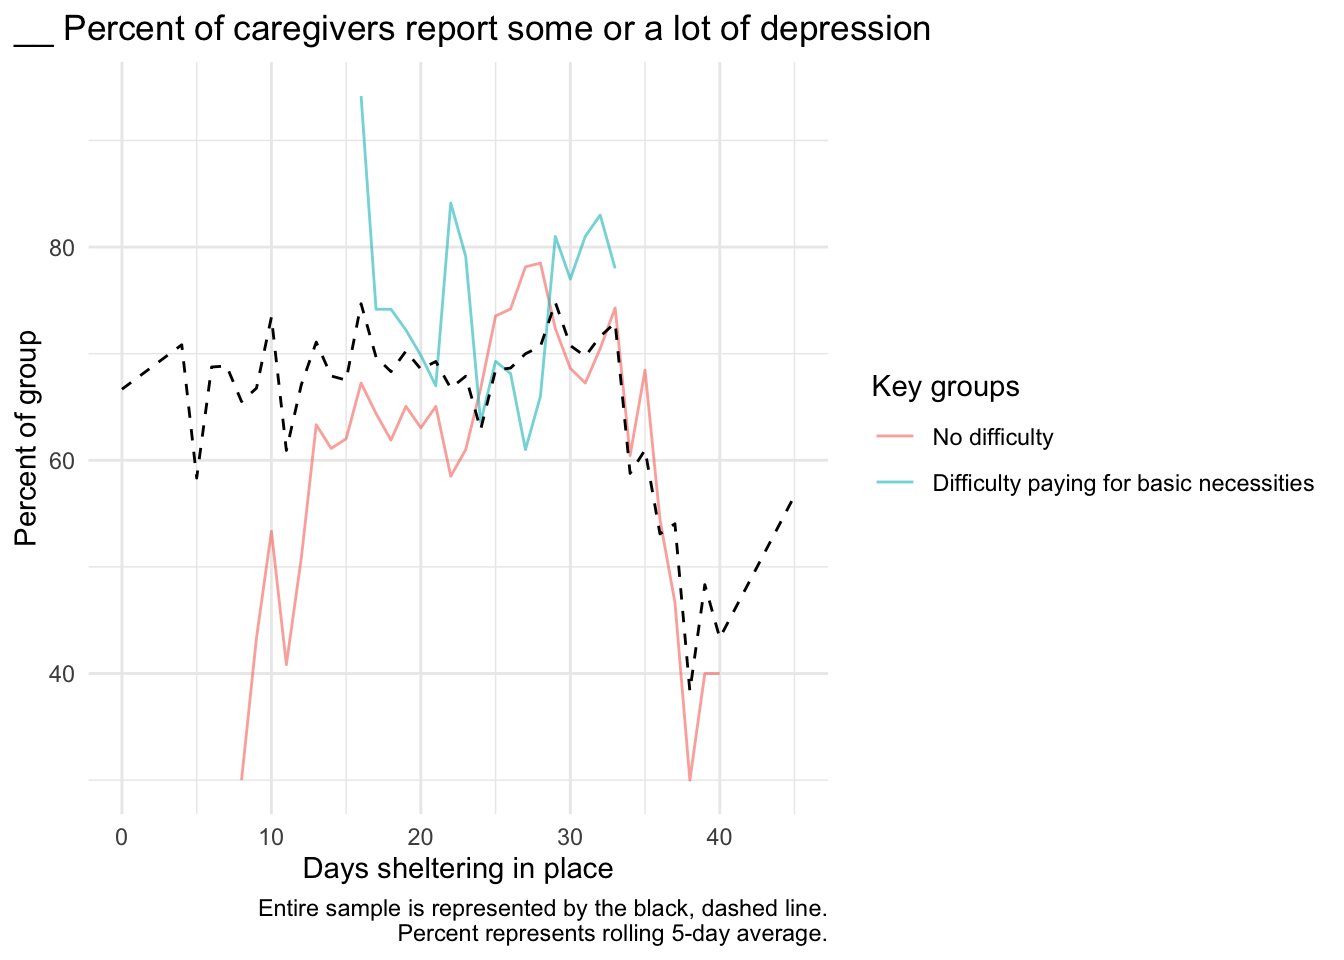 __ Percent of caregivers report some or a lot of depression
Percent of group
80
60
40
0 10 20 30 40
Days sheltering in place
Key groups
No difficulty
Difficulty paying for basic necessities
Entire sample is represented by the black, dashed line.
Percent represents rolling 5-day average.